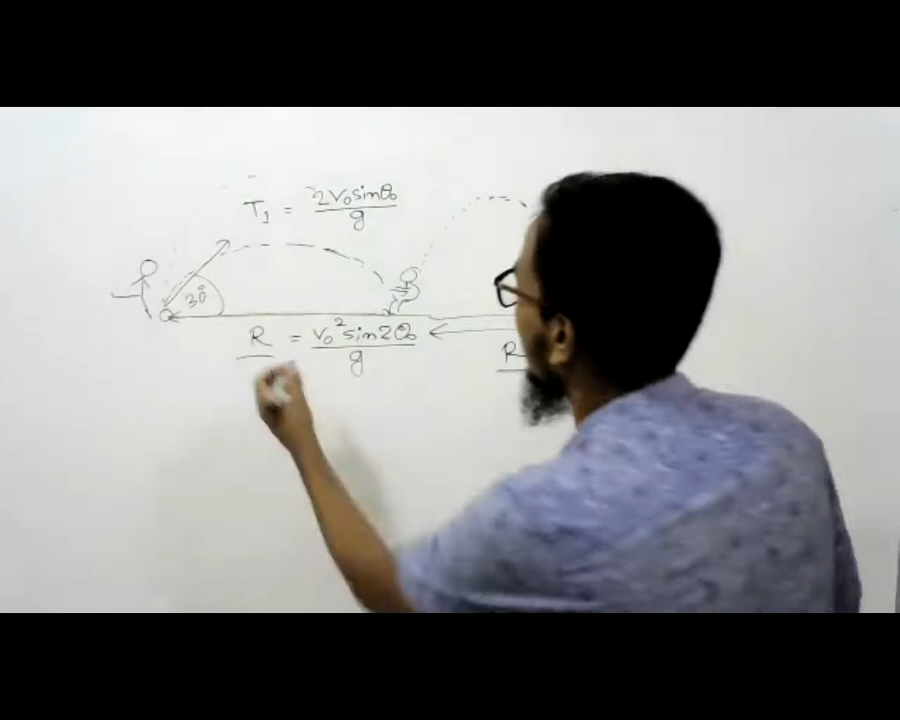 T₁ = 2V₀sinθ₀ / g
30°
R = V₀²sin2θ₀ / g
R